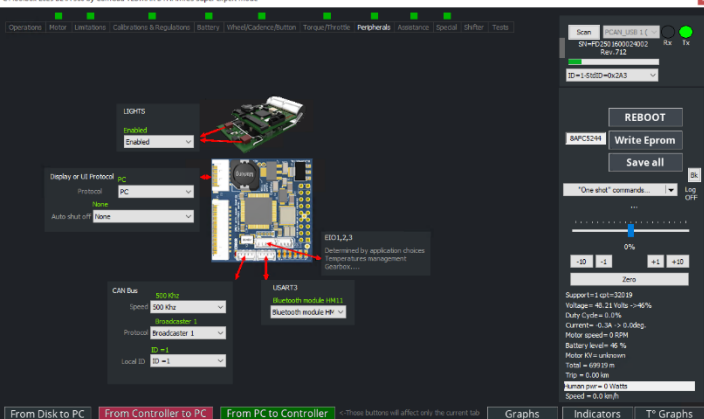 Operations Motor Limitations Calibrations & Regulations Battery Wheel/Cadence/Button Torque/Throttle Peripherals Assistance Special Shifter Tests
Scan PCAN_USB 1 [ Rx Tx
SN=FD2501600024002
Rev.712
ID=1-StdID=0x2A3
REBOOT
8AFC5244 Write Eprom
Save all
Bk
"One shot" commands... Log
OFF
...
0%
-10 -1 +1 +10
Zero
Support=1 cpt=32019
Voltage= 48.21 Volts ->46%
Duty Cycle= 0.0%
Current= -0.3A -> 0.0deg.
Motor speed= 0 RPM
Battery level= 46 %
Motor KV= unknown
Total = 69919 m
Trip = 0.00 km
Human pwr= 0 Watts
Speed = 0.0 km/h
LIGHTS
Enabled
Enabled
Display or UI Protocol PC
Protocol PC
None
Auto shut off None
EIO1,2,3
Determined by application choices
Temperatures management
Gearbox....
CAN Bus
500 Khz
Speed 500 Khz
Broadcaster 1
Protocol Broadcaster 1
ID =1
Local ID ID =1
USART3
Bluetooth module HM11
Bluetooth module HM
From Disk to PC From Controller to PC From PC to Controller <-These buttons will affect only the current tab Graphs Indicators T° Graphs